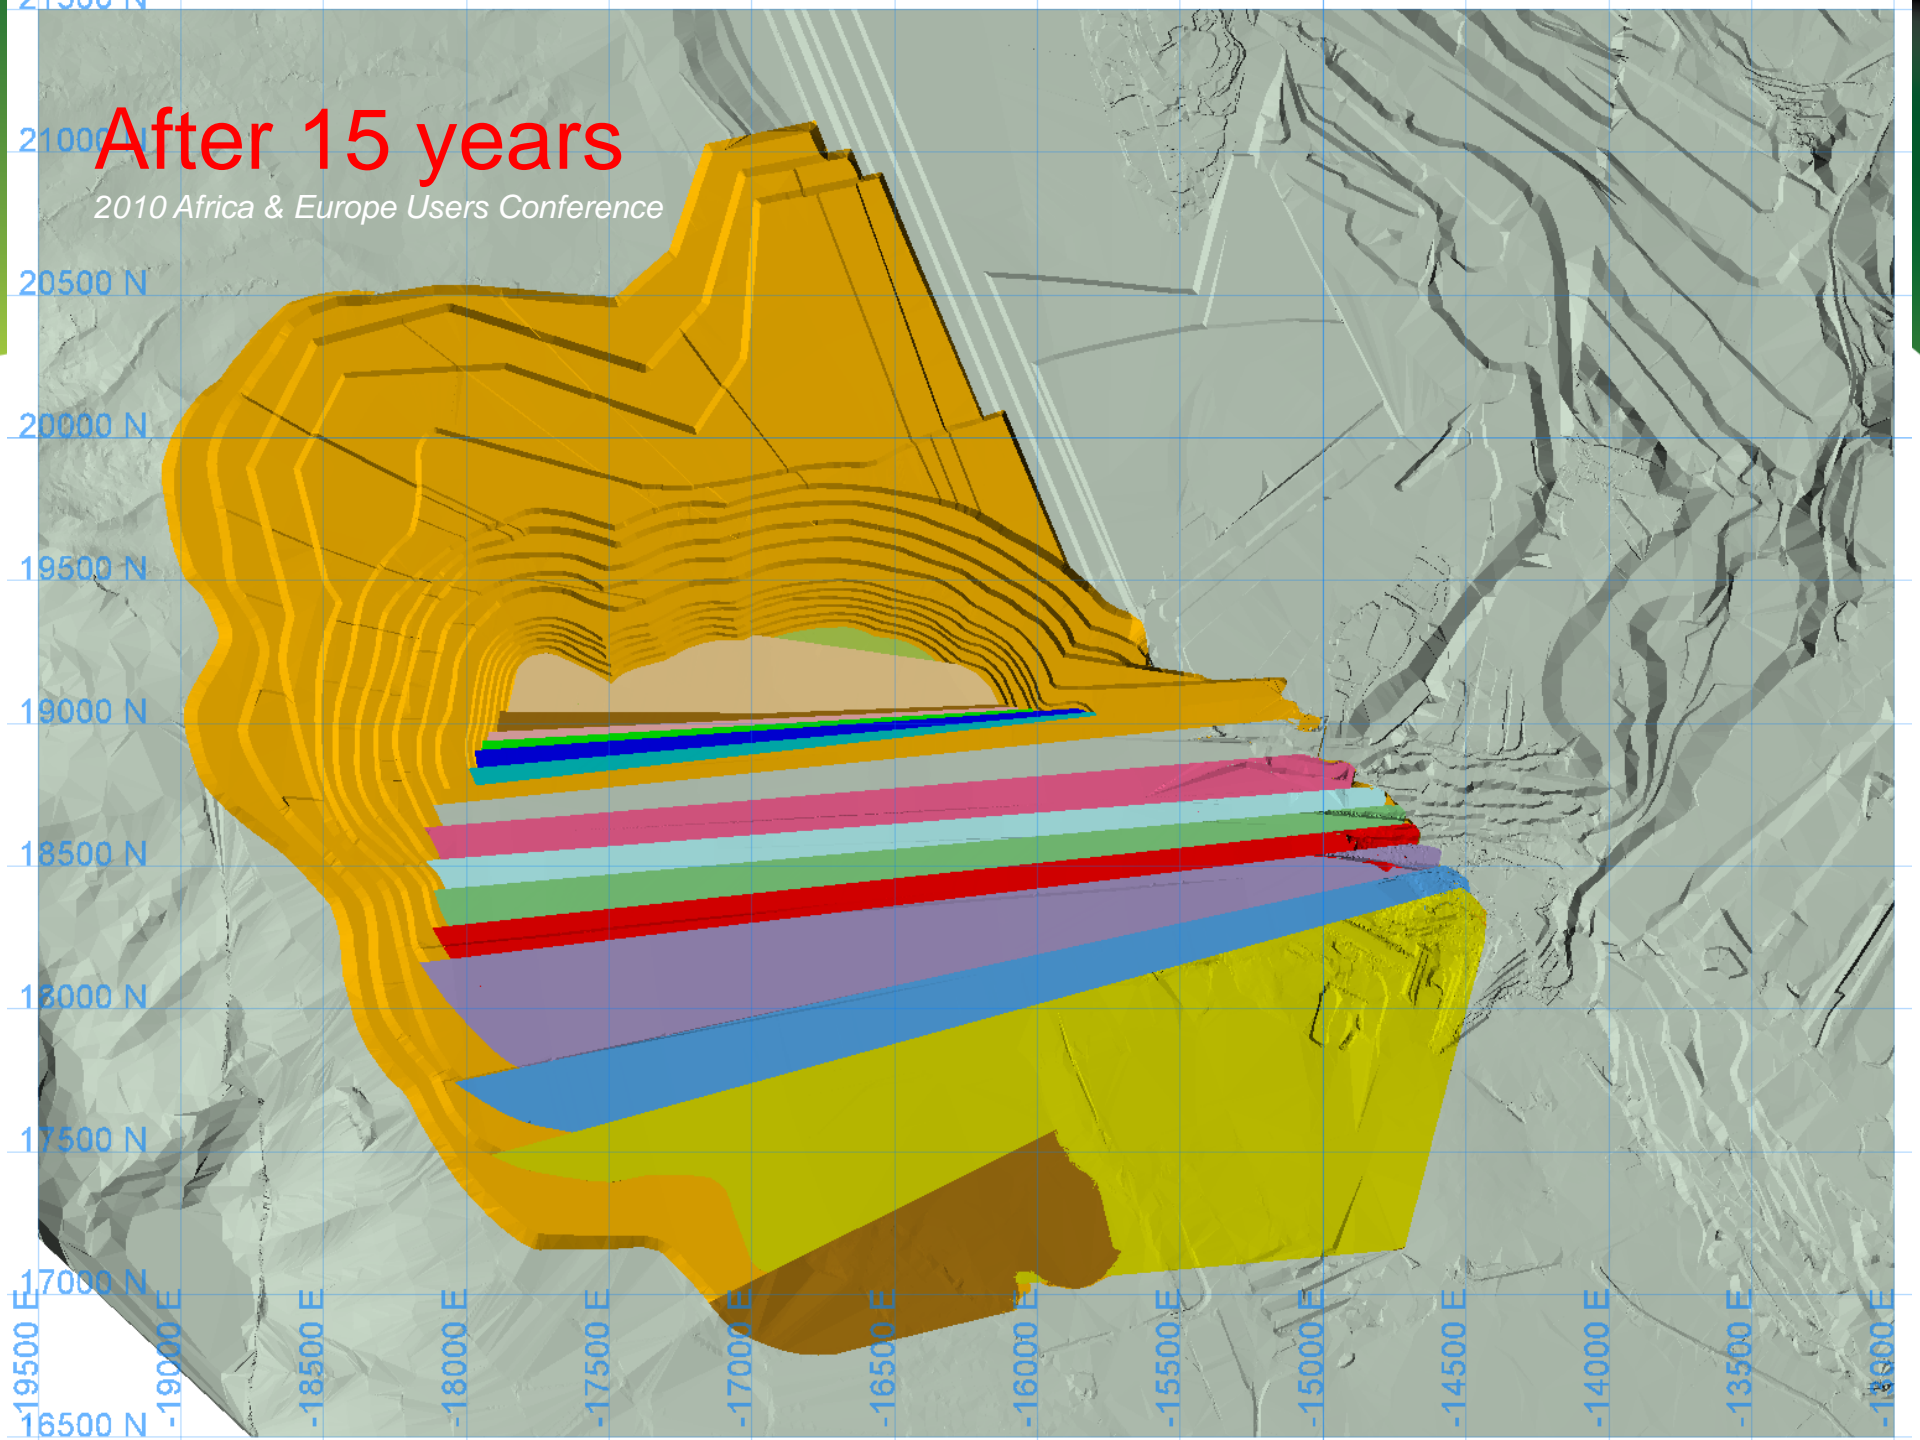 21500 N
After 15 years
21000 N
2010 Africa & Europe Users Conference
20500 N
20000 N
19500 N
19000 N
18500 N
18000 N
17500 N
17000 N
-19500 E
-19000 E
-18500 E
-18000 E
-17500 E
-17000 E
-16500 E
-16000 E
-15500 E
-15000 E
-14500 E
-14000 E
-13500 E
-13000 E
16500 N